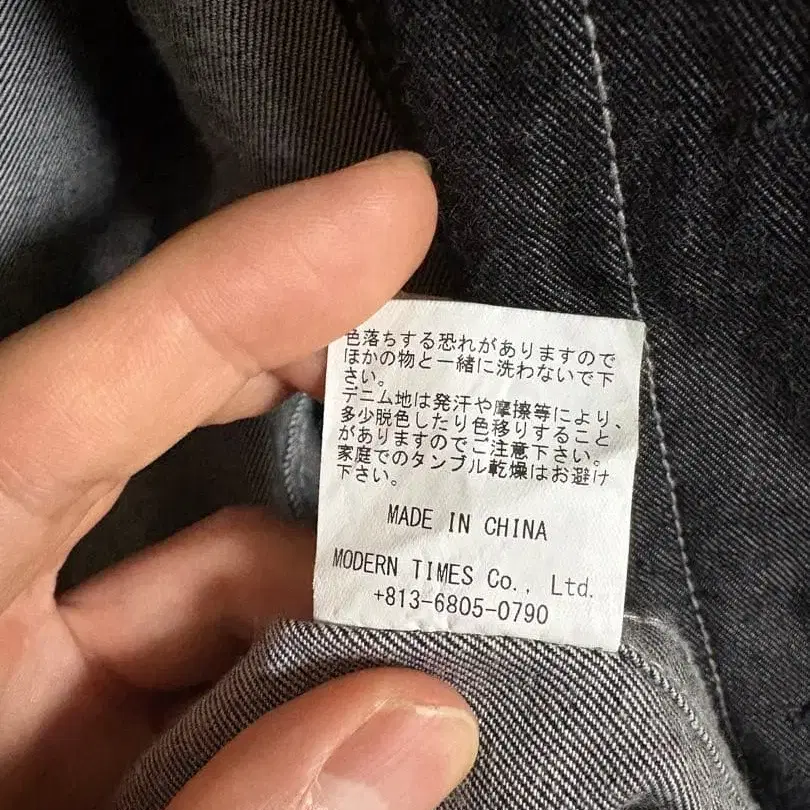 色落ちする恐れがありますので
ほかの物と一緒に洗わないで下
さい。
デニム地は発汗や摩擦等により、
多少脱色したり色移りすること
がありますのでご注意下さい。
家庭でのタンブル乾燥はお避け
下さい。
MADE IN CHINA
MODERN TIMES Co., Ltd.
+813-6805-0790